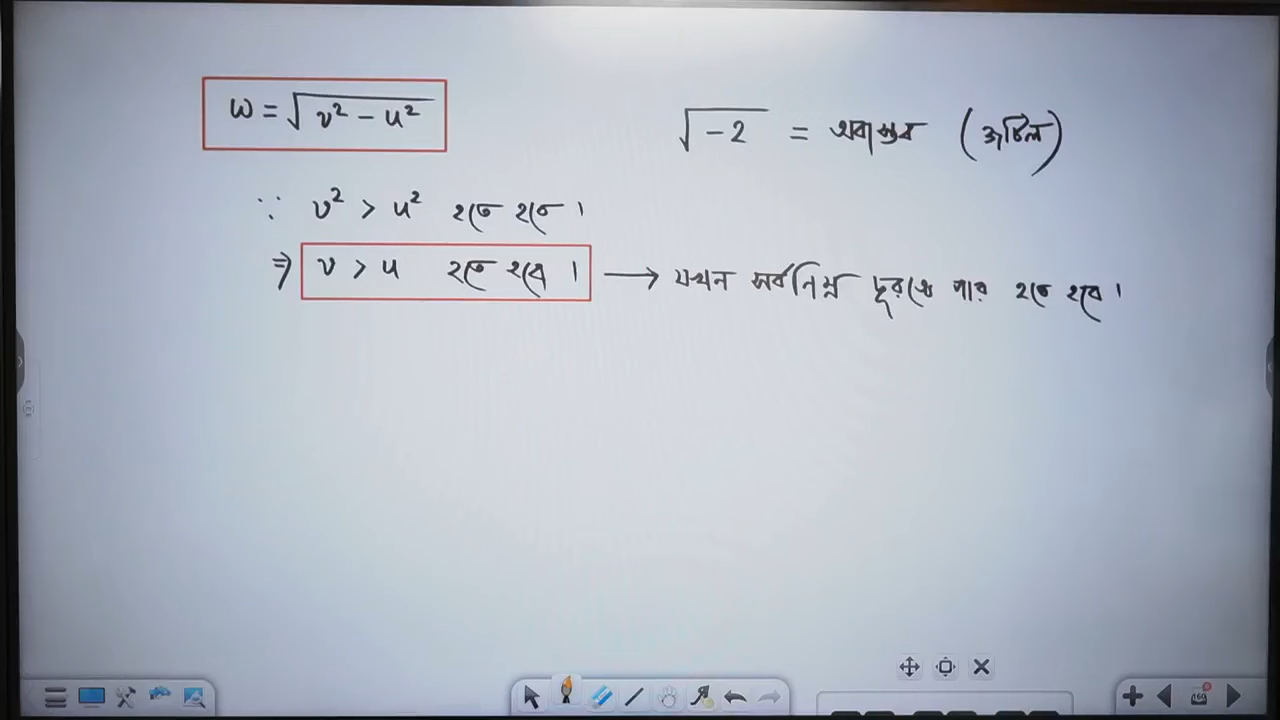 ω = √(v² − u²)
√−2 = অবাস্তব (জটিল)
∵ v² > u² হতে হবে।
⇒ v > u হতে হবে। → যখন সর্বনিম্ন দূরত্বে পার হতে হবে।